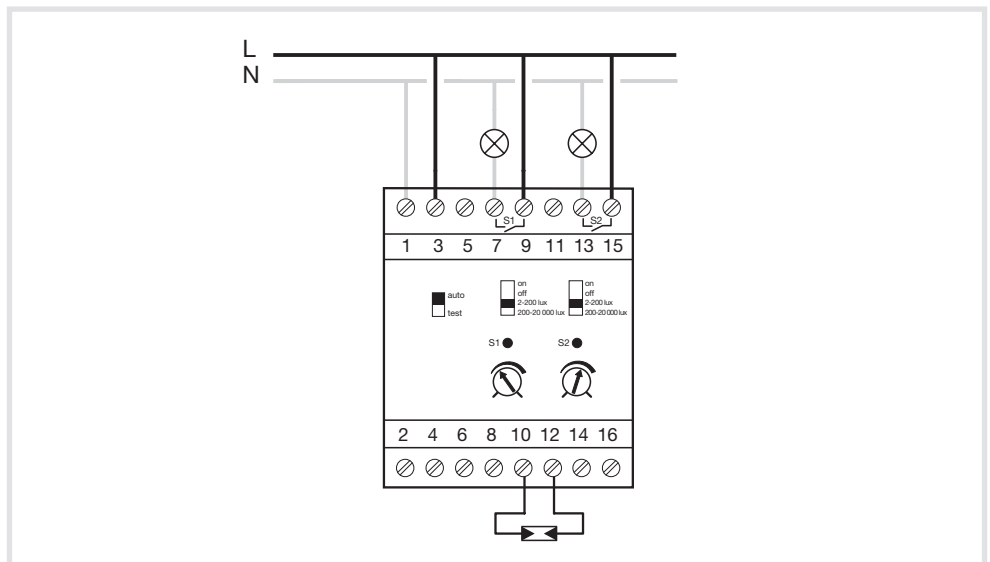 L
N
S1 S2
1 3 5 7 9 11 13 15
auto
test
on
off
2-200 lux
200-20 000 lux
on
off
2-200 lux
200-20 000 lux
S1 S2
2 4 6 8 10 12 14 16